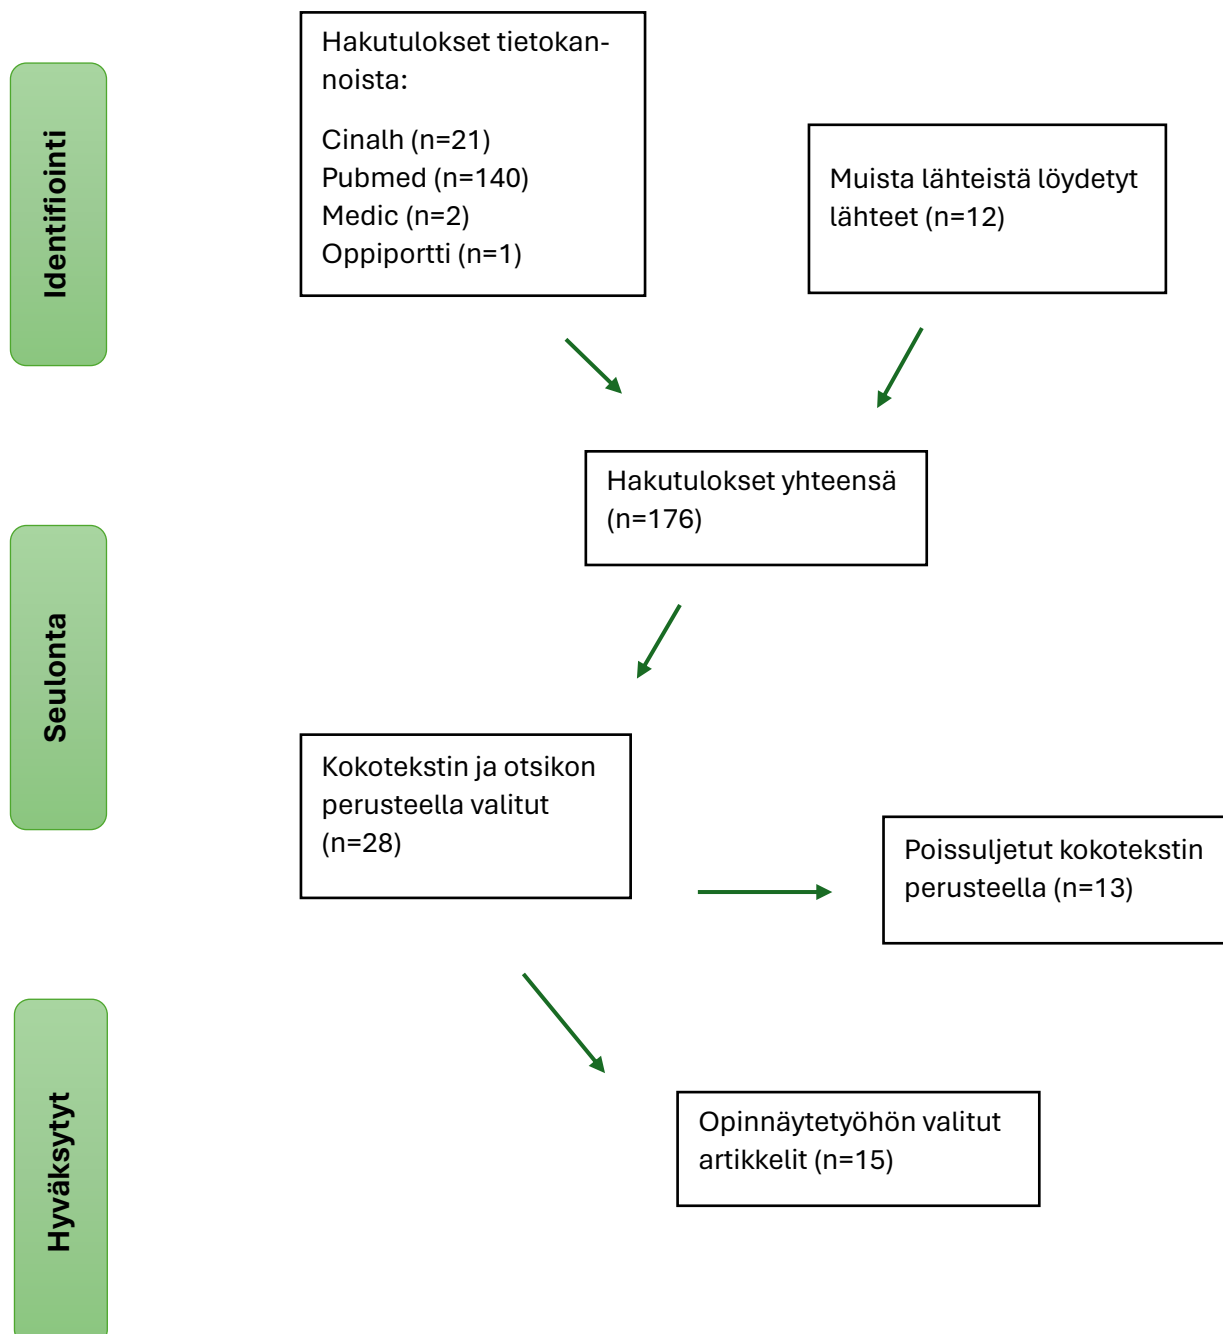 Identifiointi
Hakutulokset tietokan-
noista:
Cinalh (n=21)
Pubmed (n=140)
Medic (n=2)
Oppiportti (n=1)
Muista lähteistä löydetyt
lähteet (n=12)
Hakutulokset yhteensä
(n=176)
Seulonta
Kokotekstin ja otsikon
perusteella valitut
(n=28)
Poissuljetut kokotekstin
perusteella (n=13)
Hyväksytyt
Opinnäytetyöhön valitut
artikkelit (n=15)